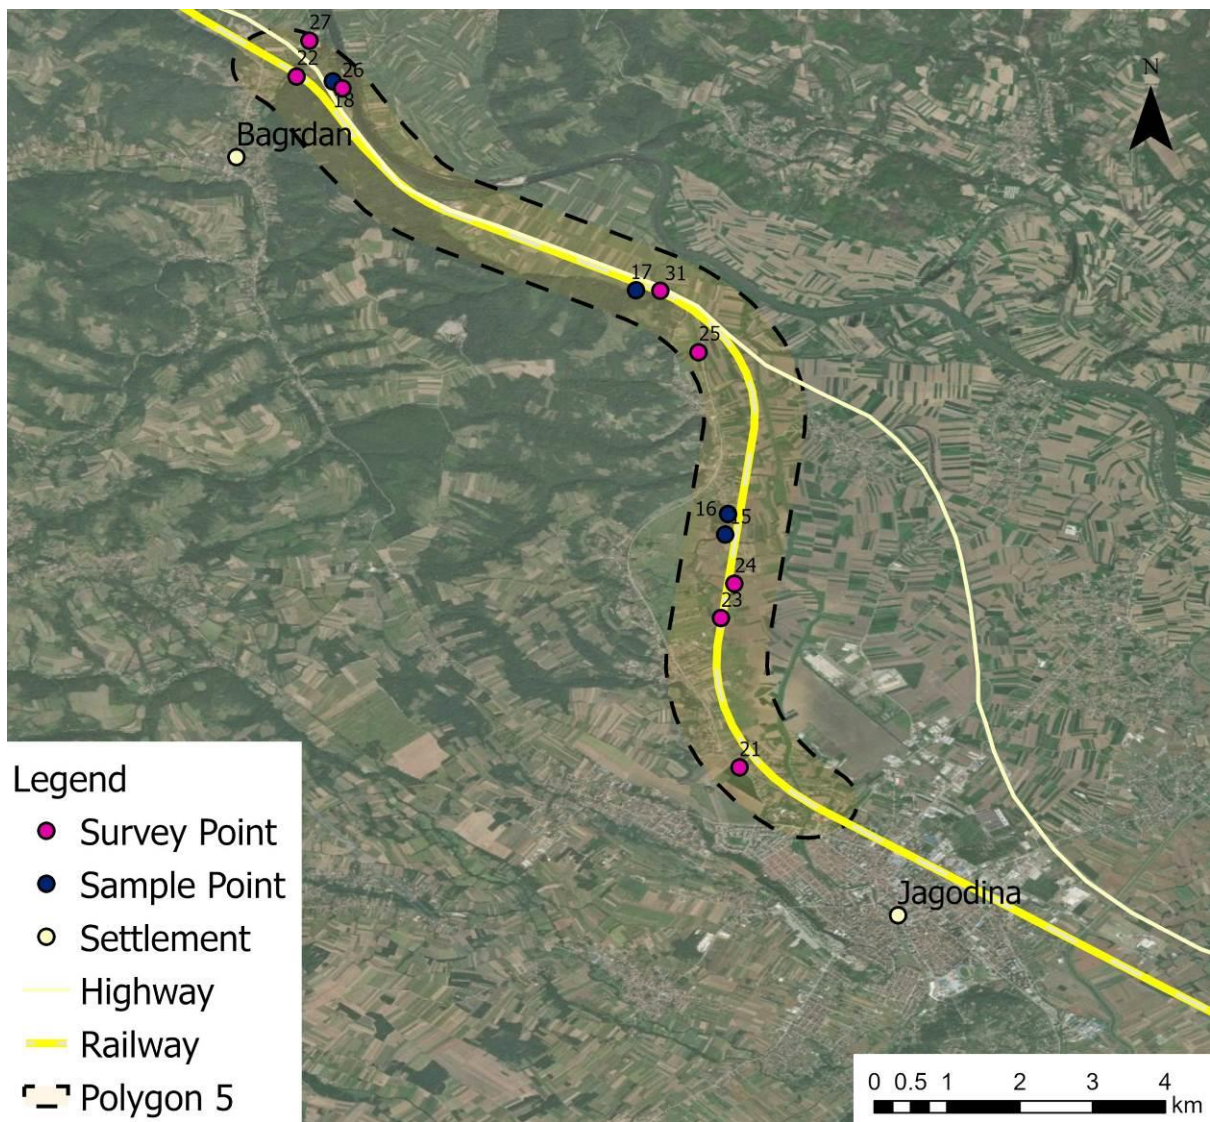 27
22
26
18
N
Bagrdan
17
31
25
16
15
24
23
21
Jagodina
Legend
Survey Point
Sample Point
Settlement
Highway
Railway
Polygon 5
0 0.5 1 2 3 4
km